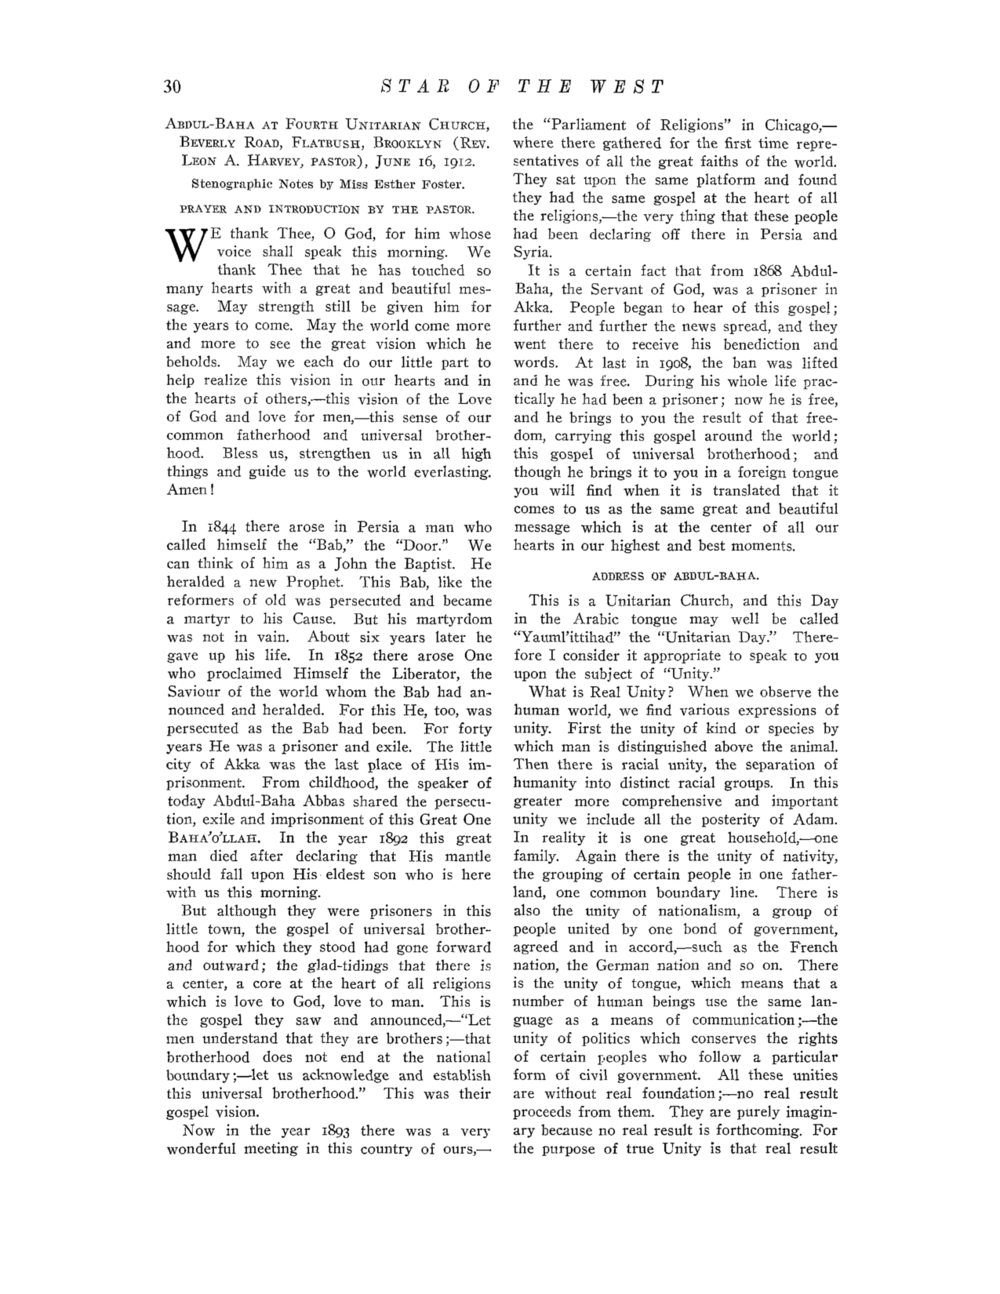 30
STAR OF THE WEST
ABDUL-BAHA AT FOURTH UNITARIAN CHURCH,
BEVERLY ROAD, FLATBUSH, BROOKLYN (REV.
LEON A. HARVEY, PASTOR), JUNE 16, 1912.
Stenographic Notes by Miss Esther Foster.
PRAYER AND INTRODUCTION BY THE PASTOR.
WE thank Thee, O God, for him whose
voice shall speak this morning. We
thank Thee that he has touched so
many hearts with a great and beautiful mes-
sage. May strength still be given him for
the years to come. May the world come more
and more to see the great vision which he
beholds. May we each do our little part to
help realize this vision in our hearts and in
the hearts of others,—this vision of the Love
of God and love for men,—this sense of our
common fatherhood and universal brother-
hood. Bless us, strengthen us in all high
things and guide us to the world everlasting.
Amen!
In 1844 there arose in Persia a man who
called himself the "Bab," the "Door." We
can think of him as a John the Baptist. He
heralded a new Prophet. This Bab, like the
reformers of old was persecuted and became
a martyr to his Cause. But his martyrdom
was not in vain. About six years later he
gave up his life. In 1852 there arose One
who proclaimed Himself the Liberator, the
Saviour of the world whom the Bab had an-
nounced and heralded. For this He, too, was
persecuted as the Bab had been. For forty
years He was a prisoner and exile. The little
city of Akka was the last place of His im-
prisonment. From childhood, the speaker of
today Abdul-Baha Abbas shared the persecu-
tion, exile and imprisonment of this Great One
BAHA'O'LLAH. In the year 1892 this great
man died after declaring that His mantle
should fall upon His eldest son who is here
with us this morning.
But although they were prisoners in this
little town, the gospel of universal brother-
hood for which they stood had gone forward
and outward; the glad-tidings that there is
a center, a core at the heart of all religions
which is love to God, love to man. This is
the gospel they saw and announced,—"Let
men understand that they are brothers;—that
brotherhood does not end at the national
boundary;—let us acknowledge and establish
this universal brotherhood." This was their
gospel vision.
Now in the year 1893 there was a very
wonderful meeting in this country of ours,—
the "Parliament of Religions" in Chicago,—
where there gathered for the first time repre-
sentatives of all the great faiths of the world.
They sat upon the same platform and found
they had the same gospel at the heart of all
the religions,—the very thing that these people
had been declaring off there in Persia and
Syria.
It is a certain fact that from 1868 Abdul-
Baha, the Servant of God, was a prisoner in
Akka. People began to hear of this gospel;
further and further the news spread, and they
went there to receive his benediction and
words. At last in 1908, the ban was lifted
and he was free. During his whole life prac-
tically he had been a prisoner; now he is free,
and he brings to you the result of that free-
dom, carrying this gospel around the world;
this gospel of universal brotherhood; and
though he brings it to you in a foreign tongue
you will find when it is translated that it
comes to us as the same great and beautiful
message which is at the center of all our
hearts in our highest and best moments.
ADDRESS OF ABDUL-BAHA.
This is a Unitarian Church, and this Day
in the Arabic tongue may well be called
"Yauml'ittihad" the "Unitarian Day." There-
fore I consider it appropriate to speak to you
upon the subject of "Unity."
What is Real Unity? When we observe the
human world, we find various expressions of
unity. First the unity of kind or species by
which man is distinguished above the animal.
Then there is racial unity, the separation of
humanity into distinct racial groups. In this
greater more comprehensive and important
unity we include all the posterity of Adam.
In reality it is one great household,—one
family. Again there is the unity of nativity,
the grouping of certain people in one father-
land, one common boundary line. There is
also the unity of nationalism, a group of
people united by one bond of government,
agreed and in accord,—such as the French
nation, the German nation and so on. There
is the unity of tongue, which means that a
number of human beings use the same lan-
guage as a means of communication;—the
unity of politics which conserves the rights
of certain peoples who follow a particular
form of civil government. All these unities
are without real foundation;—no real result
proceeds from them. They are purely imagin-
ary because no real result is forthcoming. For
the purpose of true Unity is that real result